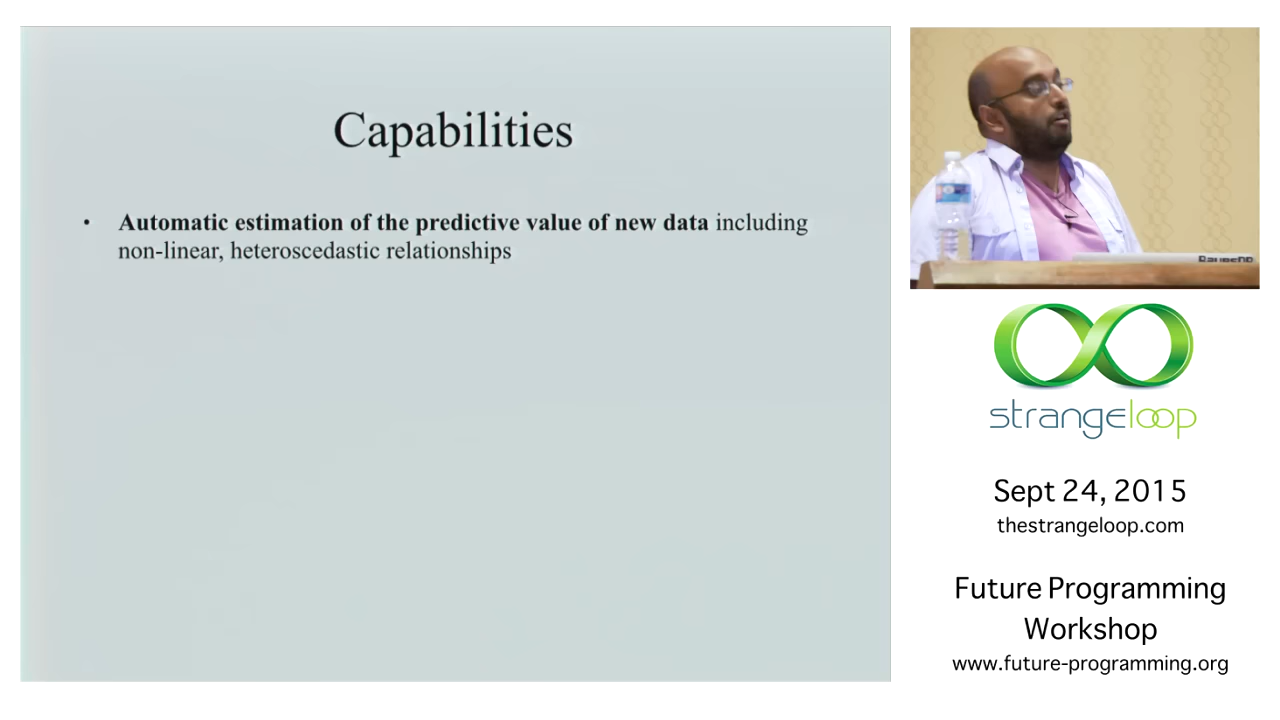 Capabilities
• Automatic estimation of the predictive value of new data including
non-linear, heteroscedastic relationships
strangeloop
Sept 24, 2015
thestrangeloop.com
Future Programming
Workshop
www.future-programming.org